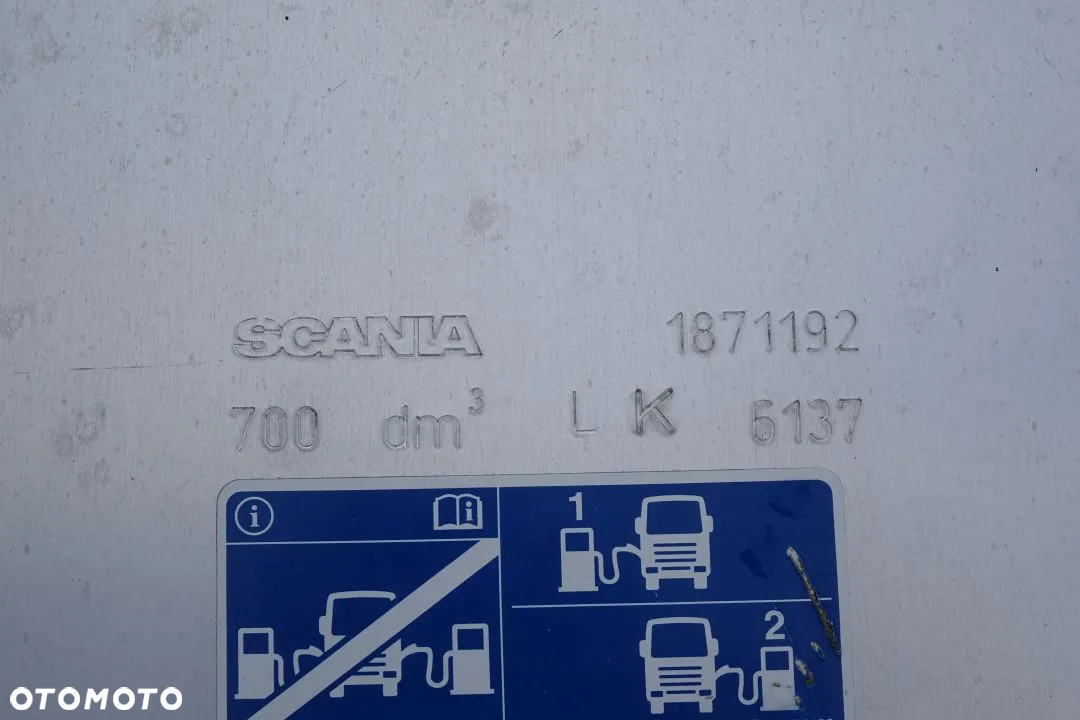 SCANIA 1871192
700 dm³ L K 6137
i i 1
2
OTOMOTO